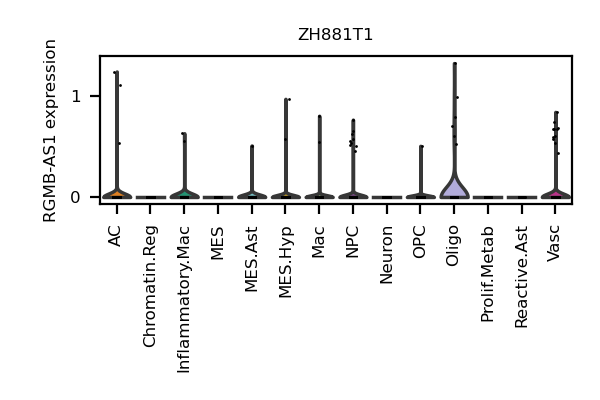 ZH881T1
RGMB-AS1 expression
1
0
AC
Chromatin.Reg
Inflammatory.Mac
MES
MES.Ast
MES.Hyp
Mac
NPC
Neuron
OPC
Oligo
Prolif.Metab
Reactive.Ast
Vasc